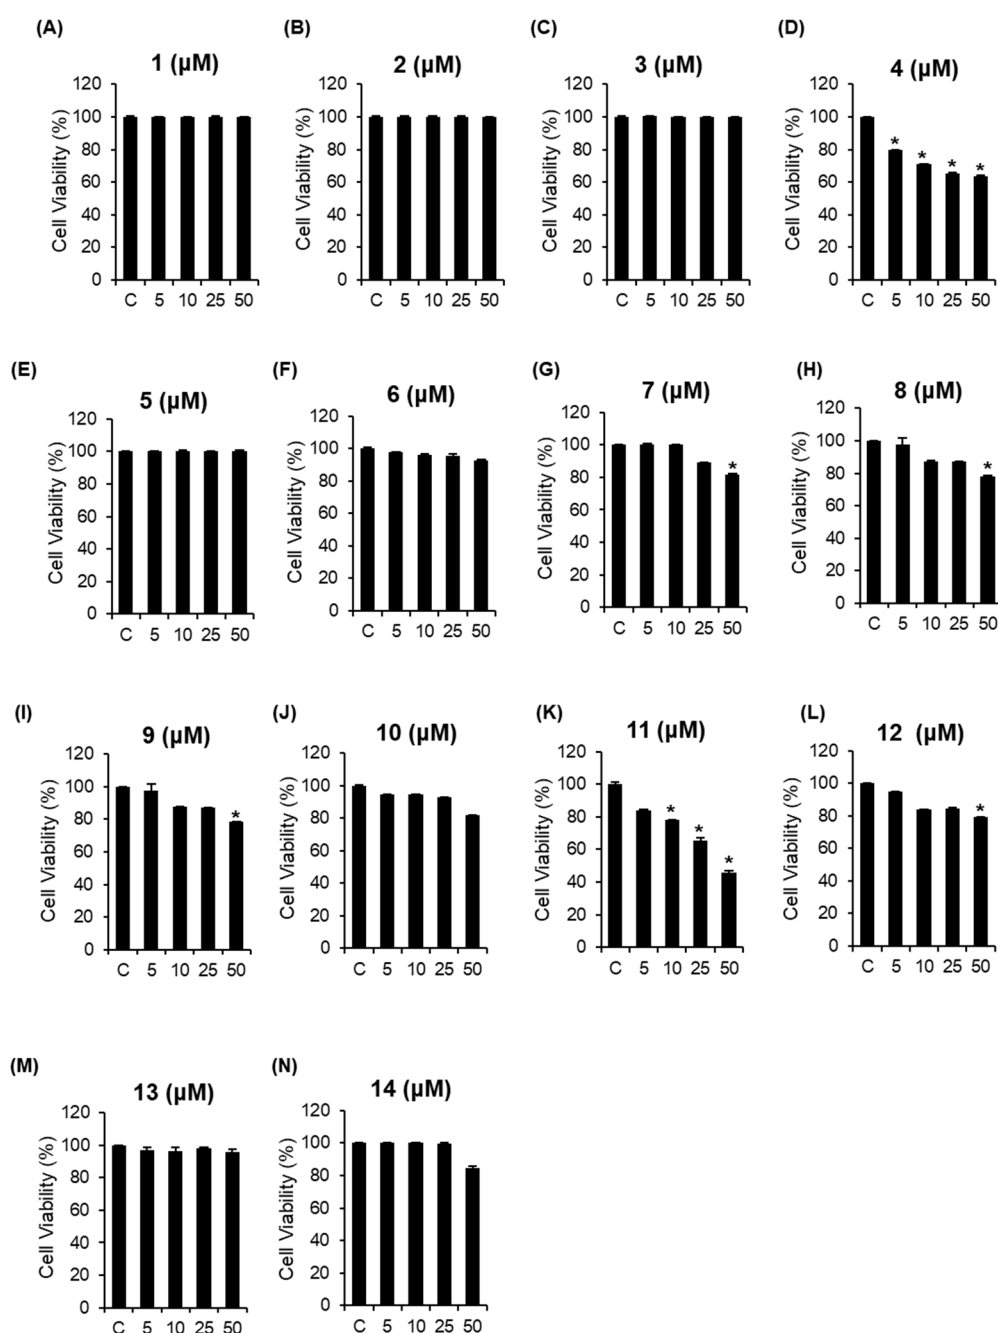 (A)
1 (µM)
Cell Viability (%)
120
100
80
60
40
20
0
C 5 10 25 50
(B)
2 (µM)
Cell Viability (%)
120
100
80
60
40
20
0
C 5 10 25 50
(C)
3 (µM)
Cell Viability (%)
120
100
80
60
40
20
0
C 5 10 25 50
(D)
4 (µM)
Cell Viability (%)
120
100
80
60
40
20
0
* * * *
C 5 10 25 50
(E)
5 (µM)
Cell Viability (%)
120
100
80
60
40
20
0
C 5 10 25 50
(F)
6 (µM)
Cell Viability (%)
120
100
80
60
40
20
0
C 5 10 25 50
(G)
7 (µM)
Cell Viability (%)
120
100
80
60
40
20
0
*
C 5 10 25 50
(H)
8 (µM)
Cell Viability (%)
120
100
80
60
40
20
0
*
C 5 10 25 50
(I)
9 (µM)
Cell Viability (%)
120
100
80
60
40
20
0
*
C 5 10 25 50
(J)
10 (µM)
Cell Viability (%)
120
100
80
60
40
20
0
C 5 10 25 50
(K)
11 (µM)
Cell Viability (%)
120
100
80
60
40
20
0
* * *
C 5 10 25 50
(L)
12 (µM)
Cell Viability (%)
120
100
80
60
40
20
0
*
C 5 10 25 50
(M)
13 (µM)
Cell Viability (%)
120
100
80
60
40
20
0
C 5 10 25 50
(N)
14 (µM)
Cell Viability (%)
120
100
80
60
40
20
0
C 5 10 25 50